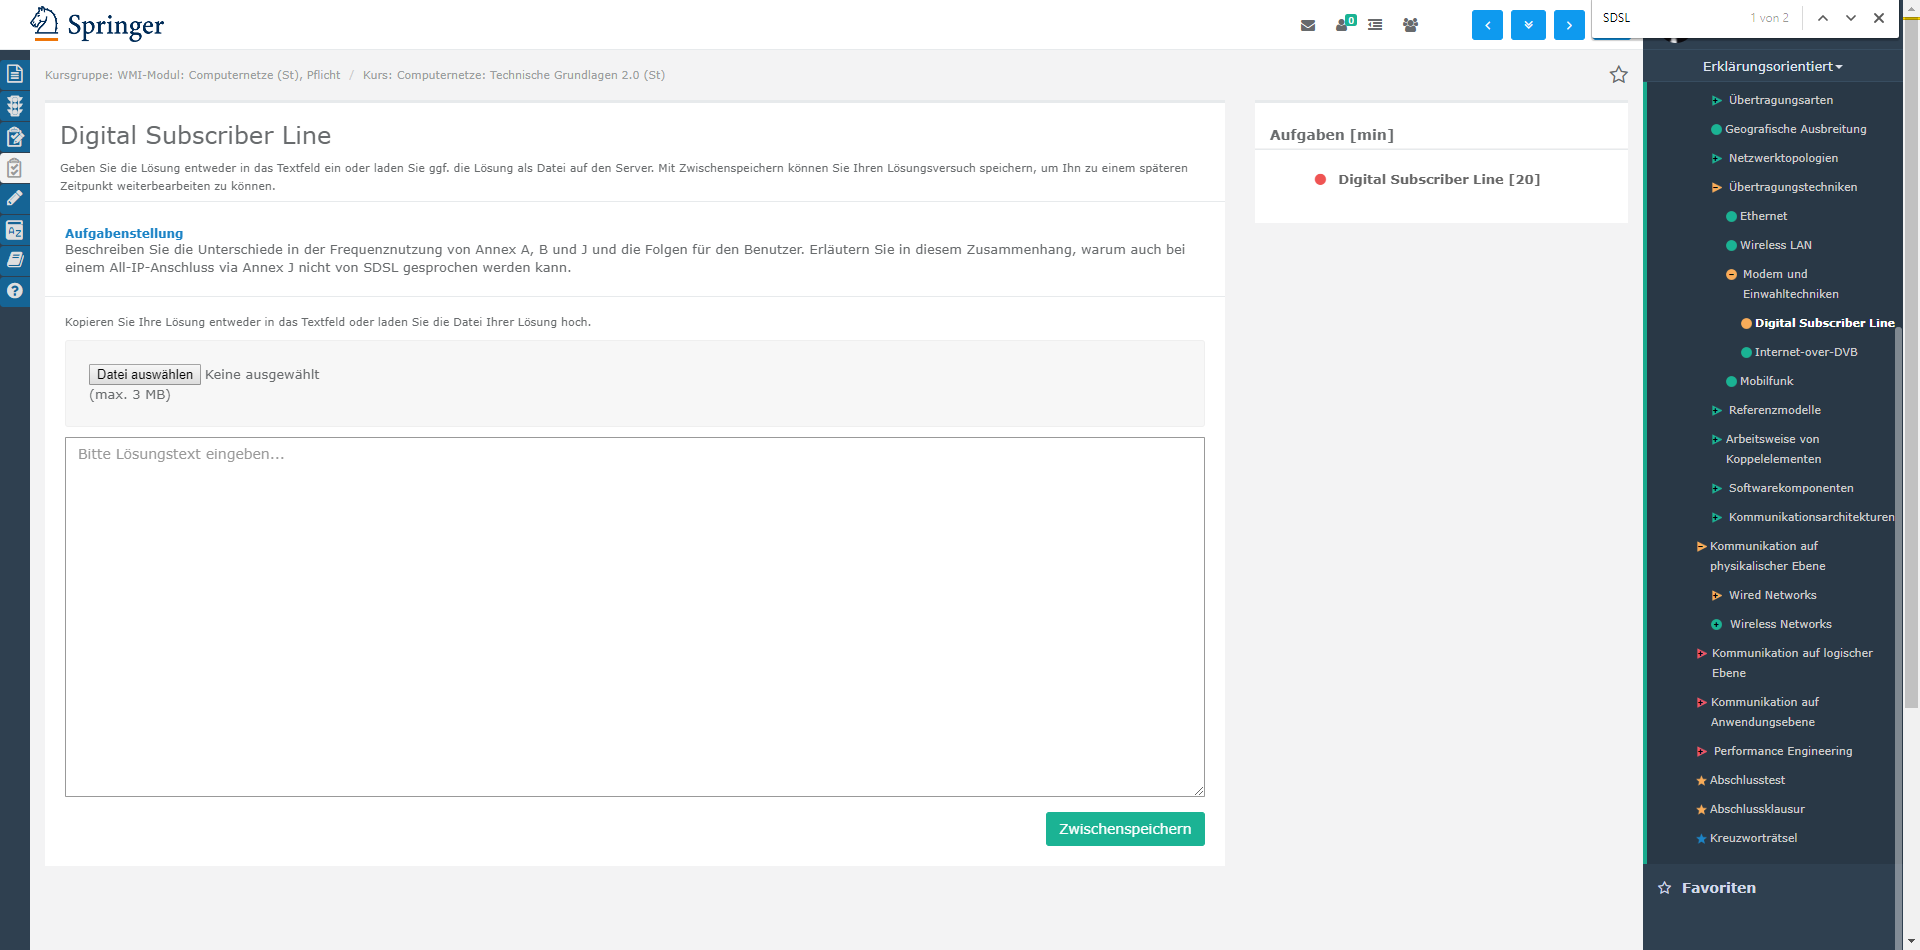 Springer
0
SDSL
1 von 2
Kursgruppe: WMI-Modul: Computernetze (St), Pflicht / Kurs: Computernetze: Technische Grundlagen 2.0 (St)
Digital Subscriber Line
Geben Sie die Lösung entweder in das Textfeld ein oder laden Sie ggf. die Lösung als Datei auf den Server. Mit Zwischenspeichern können Sie Ihren Lösungsversuch speichern, um Ihn zu einem späteren
Zeitpunkt weiterbearbeiten zu können.
Aufgabenstellung
Beschreiben Sie die Unterschiede in der Frequenznutzung von Annex A, B und J und die Folgen für den Benutzer. Erläutern Sie in diesem Zusammenhang, warum auch bei
einem All-IP-Anschluss via Annex J nicht von SDSL gesprochen werden kann.
Kopieren Sie Ihre Lösung entweder in das Textfeld oder laden Sie die Datei Ihrer Lösung hoch.
Datei auswählen Keine ausgewählt
(max. 3 MB)
Bitte Lösungstext eingeben...
Zwischenspeichern
Aufgaben [min]
Digital Subscriber Line [20]
Erklärungsorientiert
Übertragungsarten
Geografische Ausbreitung
Netzwerktopologien
Übertragungstechniken
Ethernet
Wireless LAN
Modem und
Einwahltechniken
Digital Subscriber Line
Internet-over-DVB
Mobilfunk
Referenzmodelle
Arbeitsweise von
Koppelelementen
Softwarekomponenten
Kommunikationsarchitekturen
Kommunikation auf
physikalischer Ebene
Wired Networks
Wireless Networks
Kommunikation auf logischer
Ebene
Kommunikation auf
Anwendungsebene
Performance Engineering
Abschlusstest
Abschlussklausur
Kreuzworträtsel
Favoriten